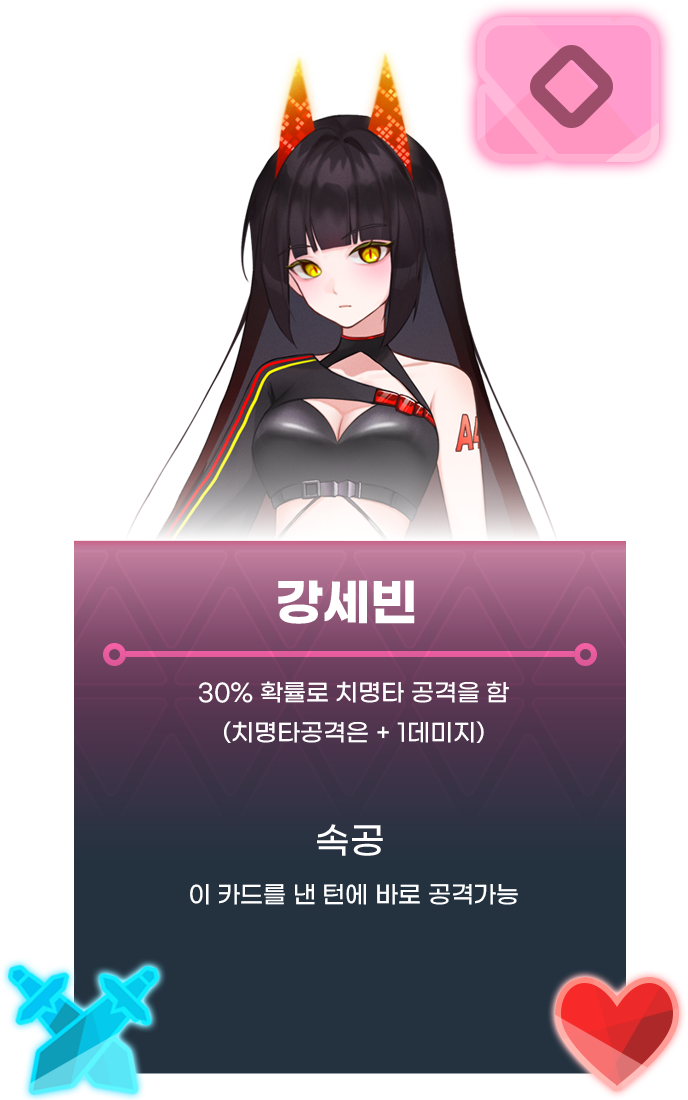 A4
강세빈
30% 확률로 치명타 공격을 함
(치명타공격은 + 1데미지)
속공
이 카드를 낸 턴에 바로 공격가능